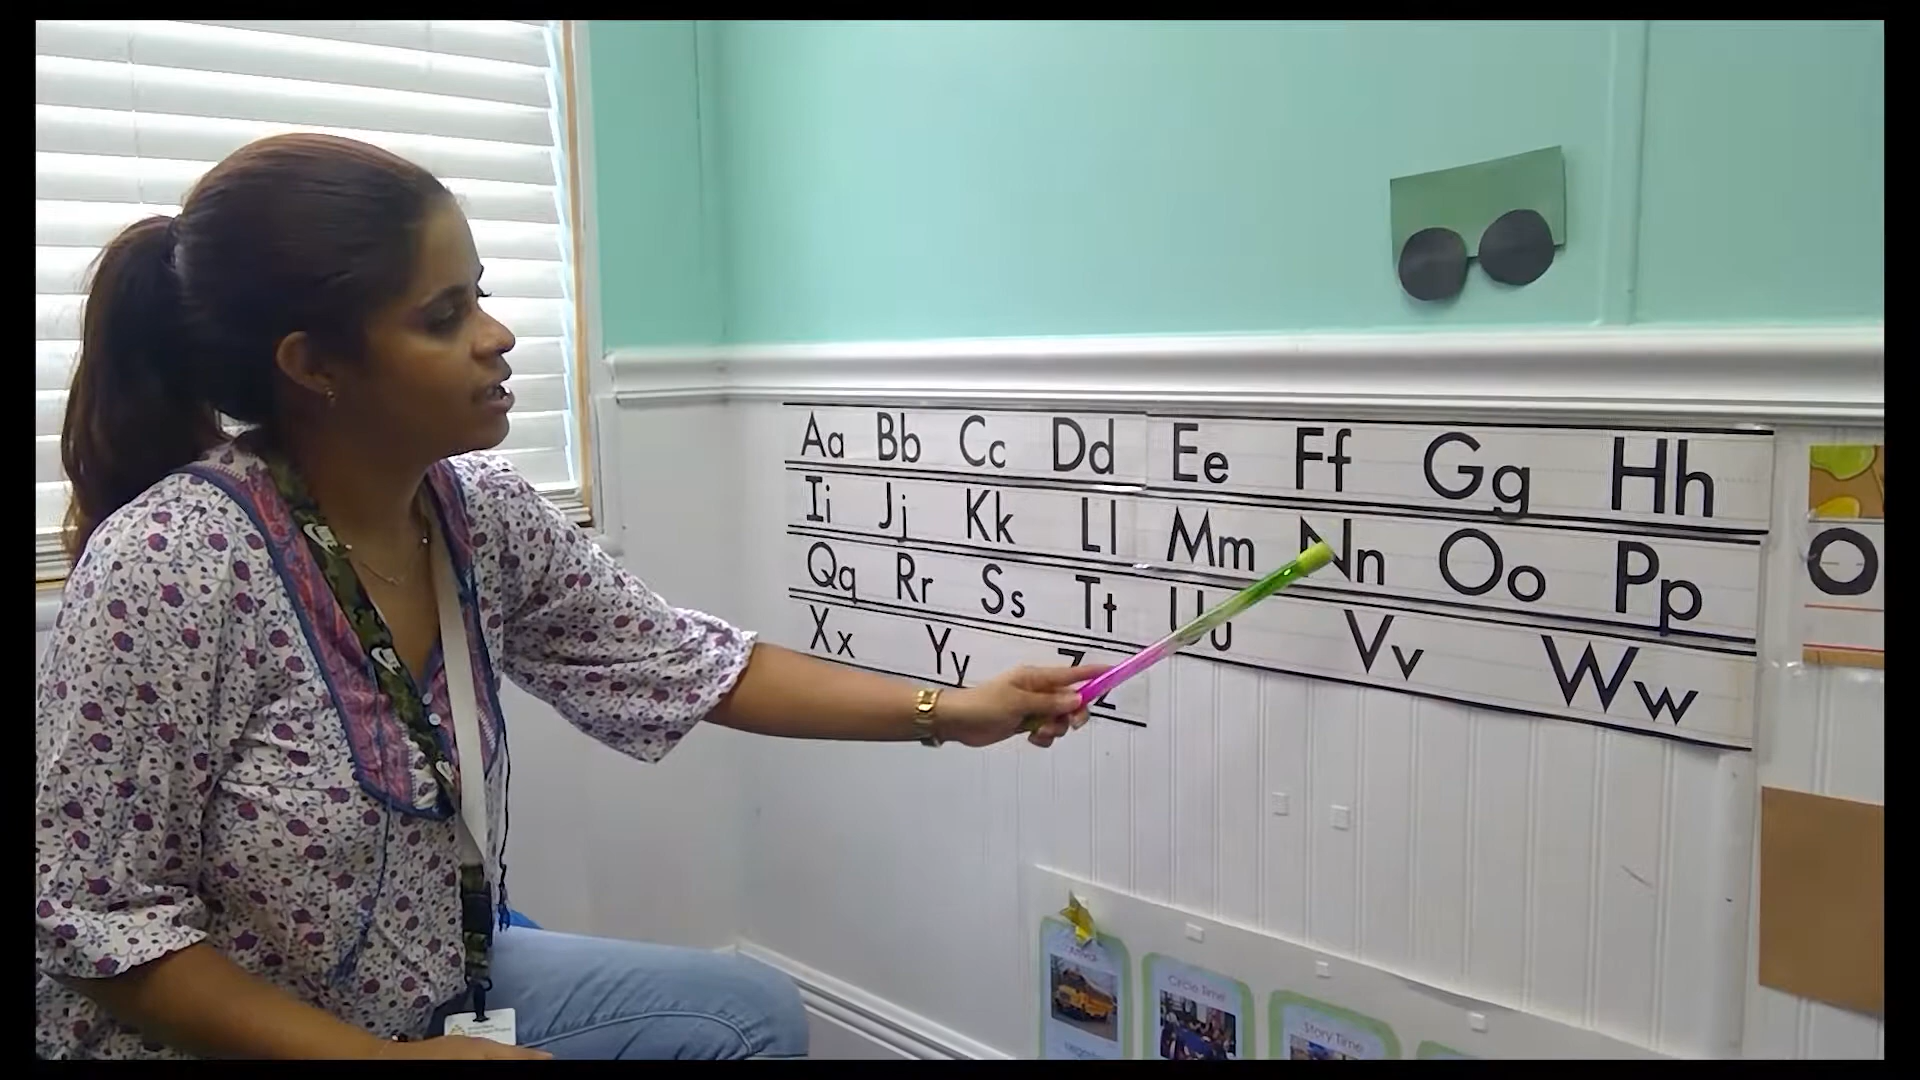 Aa Bb Cc Dd Ee Ff Gg Hh
Ii Jj Kk Ll Mm Nn Oo Pp
Qq Rr Ss Tt Uu Vv Ww
Xx Yy Zz
O
Arrival
Circle Time
Story Time